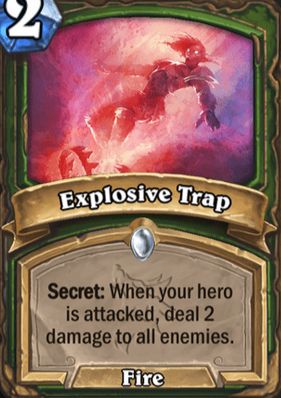 2
Explosive Trap
Secret: When your hero
is attacked, deal 2
damage to all enemies.
Fire